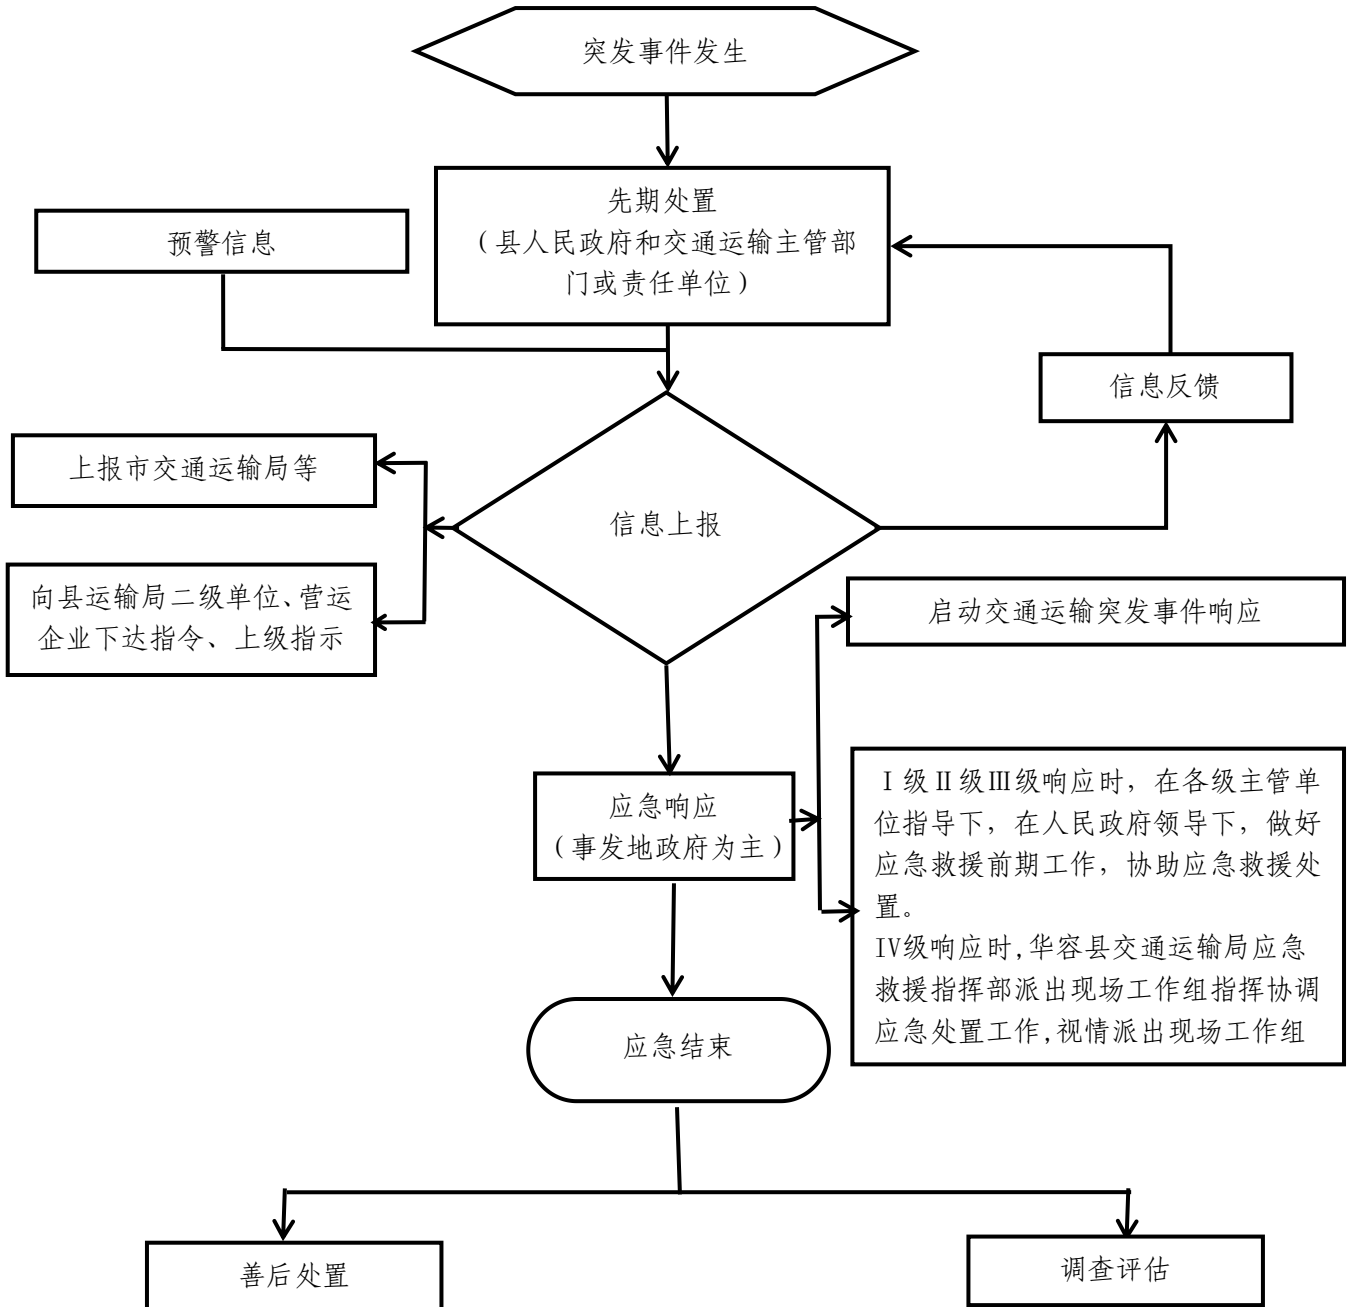 突发事件发生
先期处置
（县人民政府和交通运输主管部
门或责任单位）
预警信息
信息反馈
上报市交通运输局等
信息上报
向县运输局二级单位、营运
企业下达指令、上级指示
启动交通运输突发事件响应
应急响应
（事发地政府为主）
Ⅰ级Ⅱ级Ⅲ级响应时，在各级主管单
位指导下，在人民政府领导下，做好
应急救援前期工作，协助应急救援处
置。
IV级响应时,华容县交通运输局应急
救援指挥部派出现场工作组指挥协调
应急处置工作,视情派出现场工作组
应急结束
善后处置
调查评估